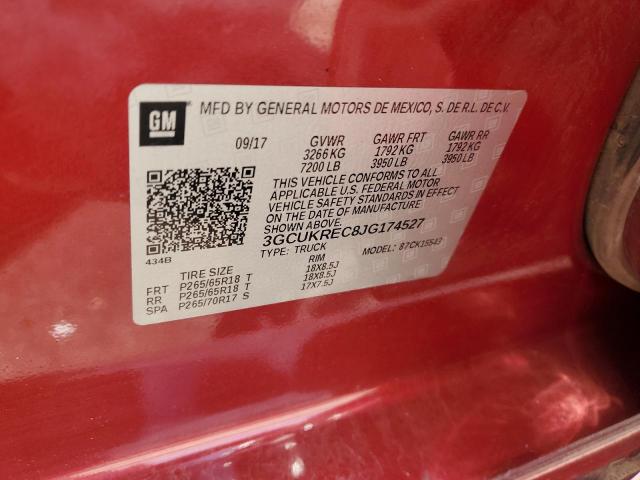 GM
MFD BY GENERAL MOTORS DE MEXICO, S. DE R.L. DE C.V.
09/17 GVWR GAWR FRT GAWR RR
3266 KG 1792 KG 1792 KG
7200 LB 3950 LB 3950 LB
THIS VEHICLE CONFORMS TO ALL
APPLICABLE U.S. FEDERAL MOTOR
VEHICLE SAFETY STANDARDS IN EFFECT
ON THE DATE OF MANUFACTURE
SHOWN ABOVE.
3GCUKREC8JG174527
434B TYPE: TRUCK MODEL: 87CK15543
TIRE SIZE RIM
FRT P265/65R18 T 18X8.5J
RR P265/65R18 T 18X8.5J
SPA P265/70R17 S 17X7.5J